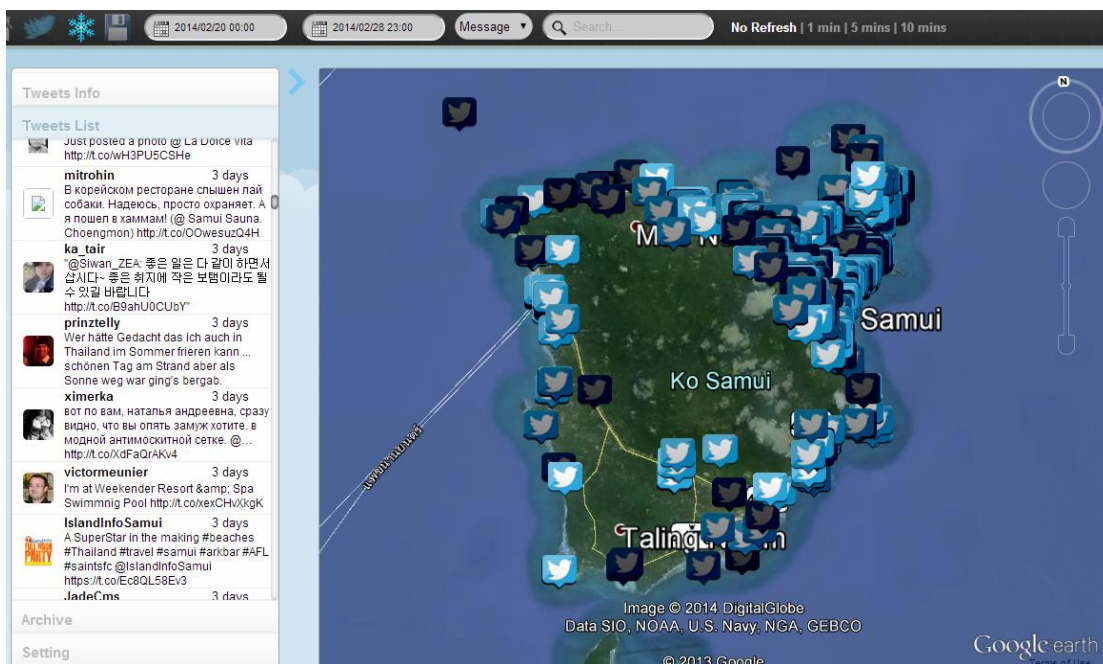 2014/02/20 00:00
2014/02/28 23:00
Message
Search...
No Refresh | 1 min | 5 mins | 10 mins
Tweets Info
Tweets List
Just posted a photo @ La Dolce Vita
http://t.co/wH3PU5CSHe
mitrohin 3 days
В корейском ресторане слышен лай
собаки. Надеюсь, просто охраняет. А
я пошел в хаммам! (@ Samui Sauna.
Choengmon) http://t.co/OOwesuzQ4H
ka_tair 3 days
"@Siwan_ZEA: 좋은 일은 다 같이 하면서
삽시다~ 좋은 취지에 작은 보탬이라도 될
수 있길 바랍니다
http://t.co/B9ahU0CUbY"
prinztelly 3 days
Wer hätte Gedacht das ich auch in
Thailand im Sommer frieren kann ...
schönen Tag am Strand aber als
Sonne weg war ging's bergab.
ximerka 3 days
вот по вам, наталья андреевна, сразу
видно, что вы опять замуж хотите. в
модной антимоскитной сетке. @...
http://t.co/XdFaQrAKv4
victormeunier 3 days
I'm at Weekender Resort &amp; Spa
Swimmnig Pool http://t.co/xexCHvXkgK
IslandInfoSamui 3 days
A SuperStar in the making #beaches
#Thailand #travel #samui #arkbar #AFL
#saintsfc @IslandInfoSamui
https://t.co/Ec8QL58Ev3
JadeCms 3 days
Archive
Setting
N
Samui
Ko Samui
Taling
Image © 2014 DigitalGlobe
Data SIO, NOAA, U.S. Navy, NGA, GEBCO
© 2013 Google
Google earth
Terms of Use